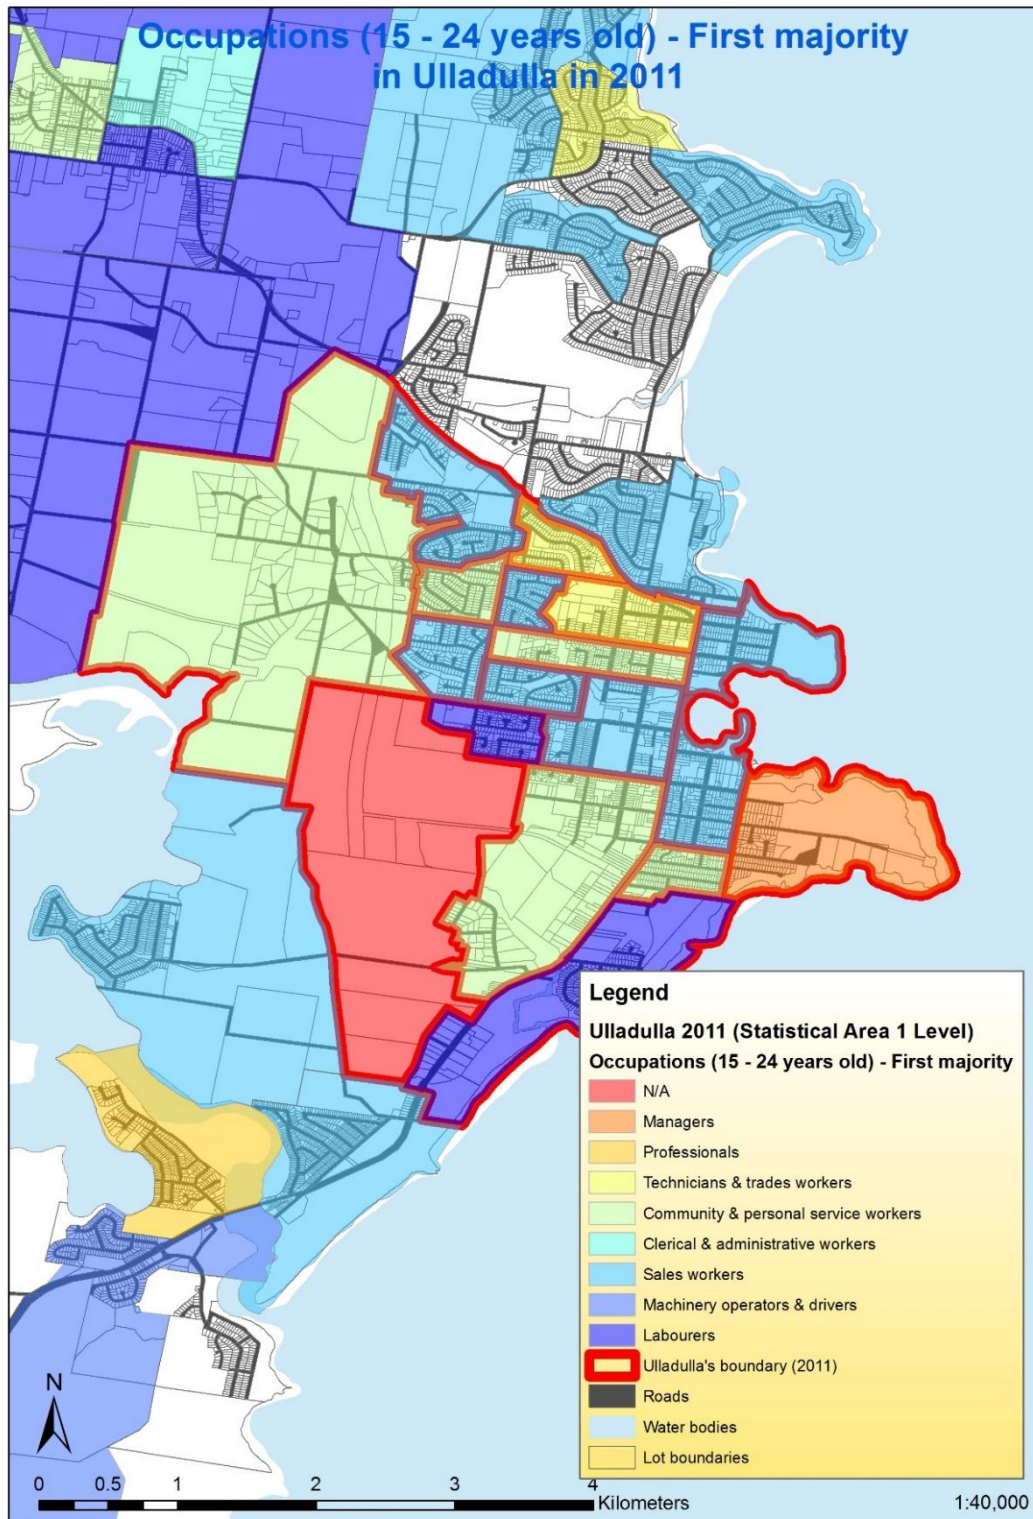 Occupations (15 - 24 years old) - First majority
in Ulladulla in 2011
Legend
Ulladulla 2011 (Statistical Area 1 Level)
Occupations (15 - 24 years old) - First majority
N/A
Managers
Professionals
Technicians & trades workers
Community & personal service workers
Clerical & administrative workers
Sales workers
Machinery operators & drivers
Labourers
Ulladulla's boundary (2011)
Roads
Water bodies
Lot boundaries
N
0 0.5 1 2 3 4
Kilometers
1:40,000